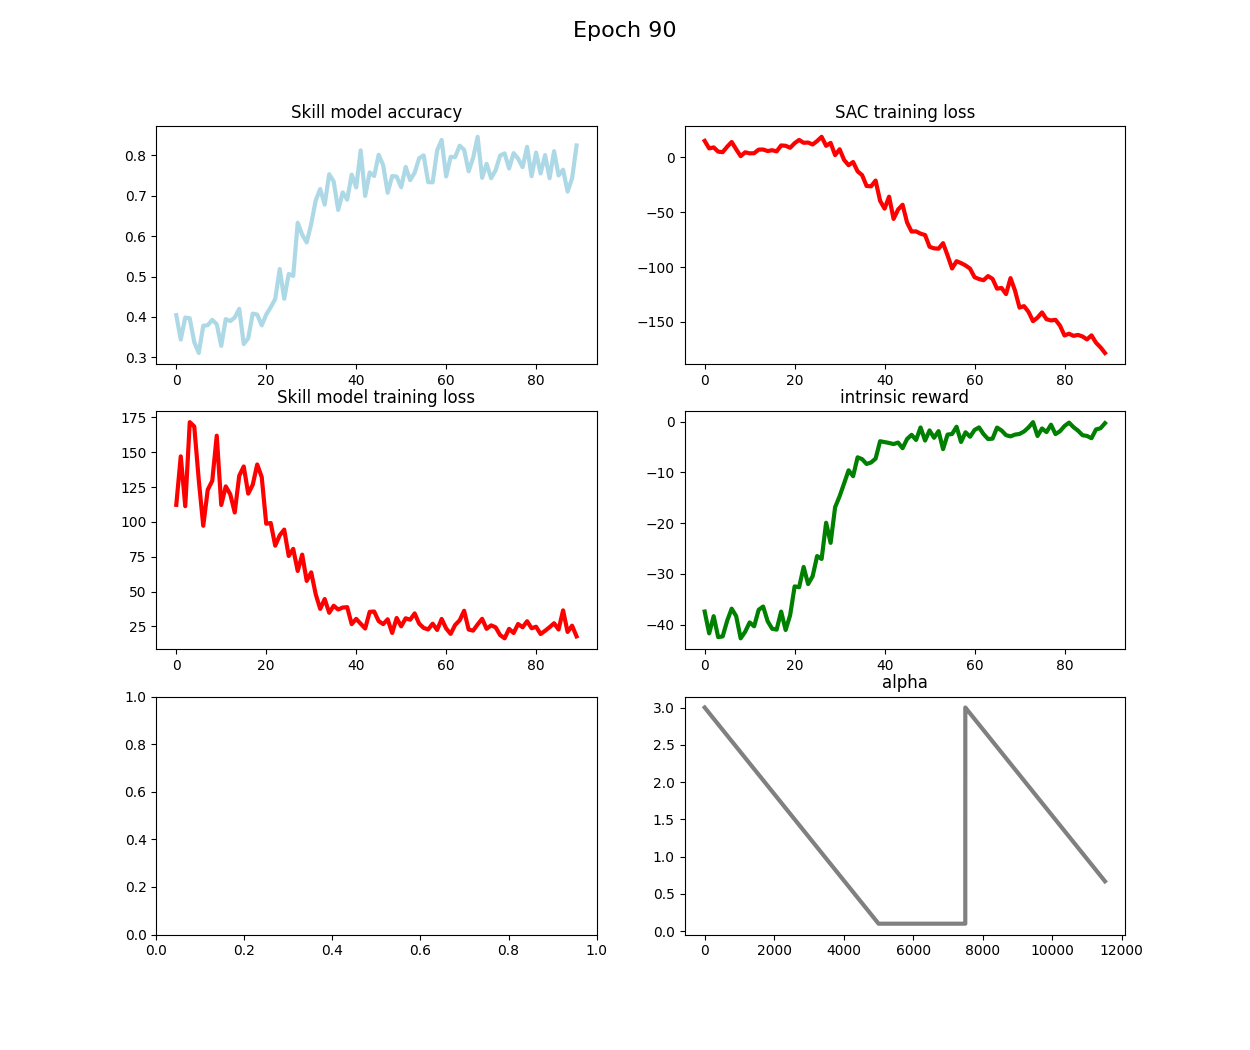 Epoch 90
Skill model accuracy
0.8
0.7
0.6
0.5
0.4
0.3
0 20 40 60 80
SAC training loss
0
−50
−100
−150
0 20 40 60 80
Skill model training loss
175
150
125
100
75
50
25
0 20 40 60 80
intrinsic reward
0
−10
−20
−30
−40
0 20 40 60 80
1.0
0.8
0.6
0.4
0.2
0.0
0.0 0.2 0.4 0.6 0.8 1.0
alpha
3.0
2.5
2.0
1.5
1.0
0.5
0.0
0 2000 4000 6000 8000 10000 12000